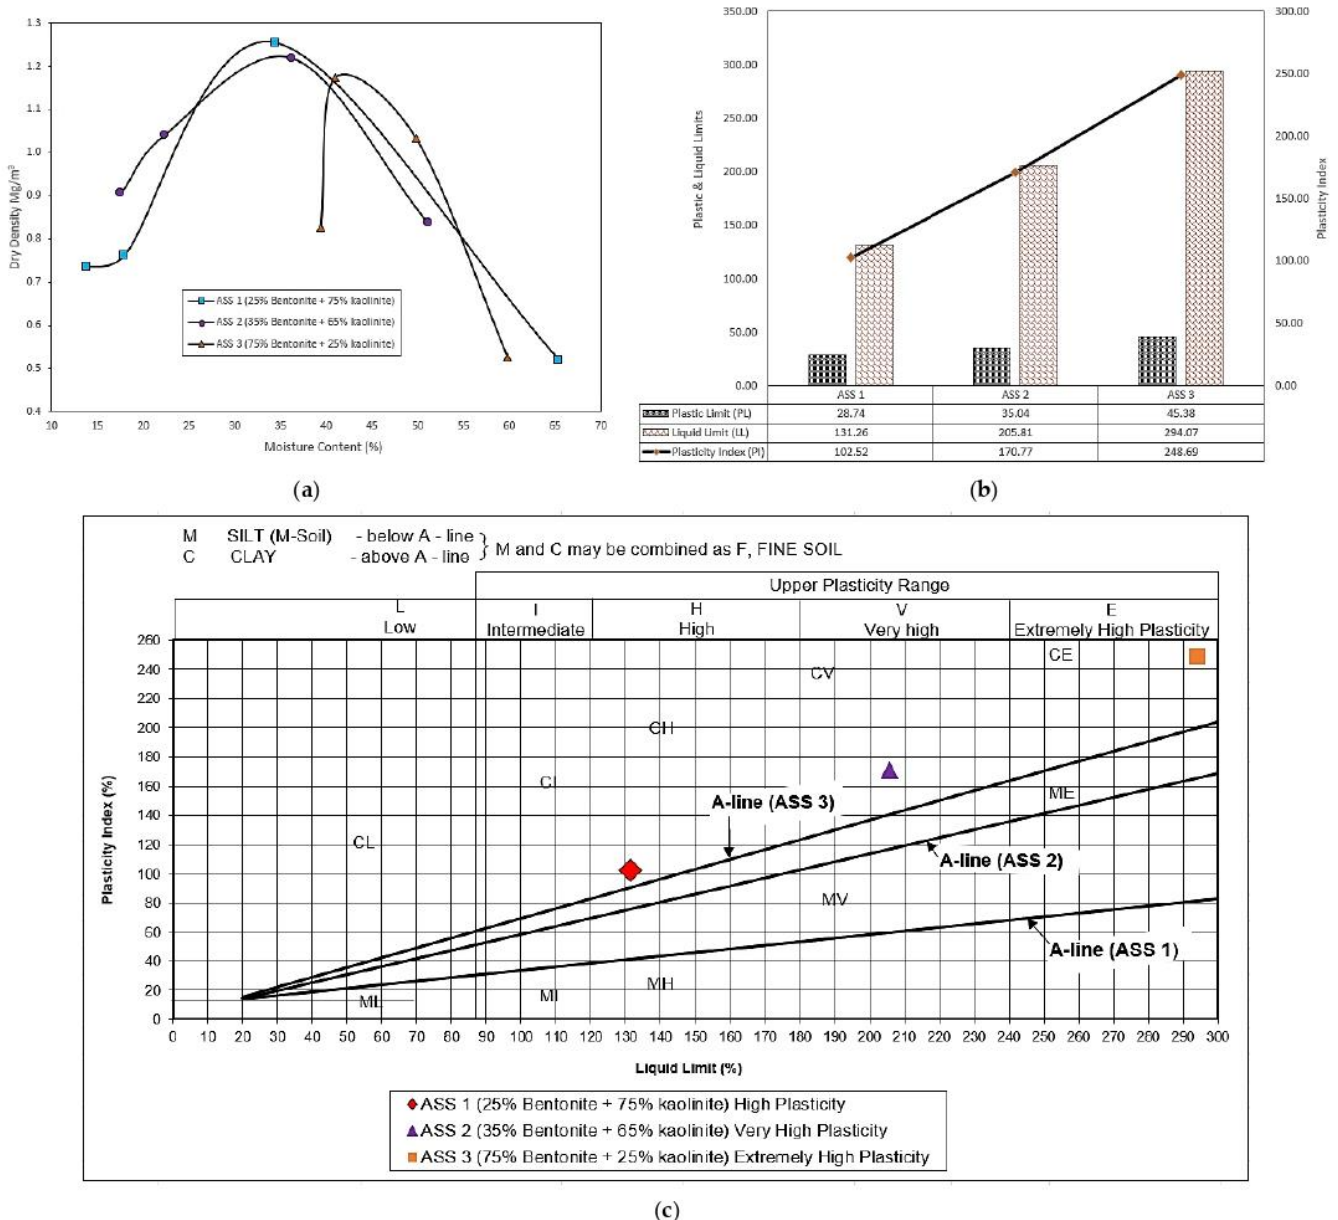 1.3
1.2
1.1
1.0
0.9
0.8
0.7
0.6
0.5
0.4
Dry Density Mg/m³
ASS 1 (25% Bentonite + 75% kaolinite)
ASS 2 (35% Bentonite + 65% kaolinite)
ASS 3 (75% Bentonite + 25% kaolinite)
10 15 20 25 30 35 40 45 50 55 60 65 70
Moisture Content (%)
(a)
350.00
300.00
250.00
200.00
150.00
100.00
50.00
0.00
Plastic & Liquid Limits
300.00
250.00
200.00
150.00
100.00
50.00
0.00
Plasticity Index
ASS 1 ASS 2 ASS 3
Plastic Limit (PL) 28.74 35.04 45.38
Liquid Limit (LL) 131.26 205.81 294.07
Plasticity Index (PI) 102.52 170.77 248.69
(b)
M SILT (M-Soil) - below A - line
C CLAY - above A - line
M and C may be combined as F, FINE SOIL
Upper Plasticity Range
L I H V E
Low Intermediate High Very high Extremely High Plasticity
260
240
220
200
180
160
140
120
100
80
60
40
20
0
Plasticity Index (%)
CE
CV
CH
CI
ME
A-line (ASS 3)
CL
A-line (ASS 2)
MV
A-line (ASS 1)
MH
MI
ML
0 10 20 30 40 50 60 70 80 90 100 110 120 130 140 150 160 170 180 190 200 210 220 230 240 250 260 270 280 290 300
Liquid Limit (%)
ASS 1 (25% Bentonite + 75% kaolinite) High Plasticity
ASS 2 (35% Bentonite + 65% kaolinite) Very High Plasticity
ASS 3 (75% Bentonite + 25% kaolinite) Extremely High Plasticity
(c)